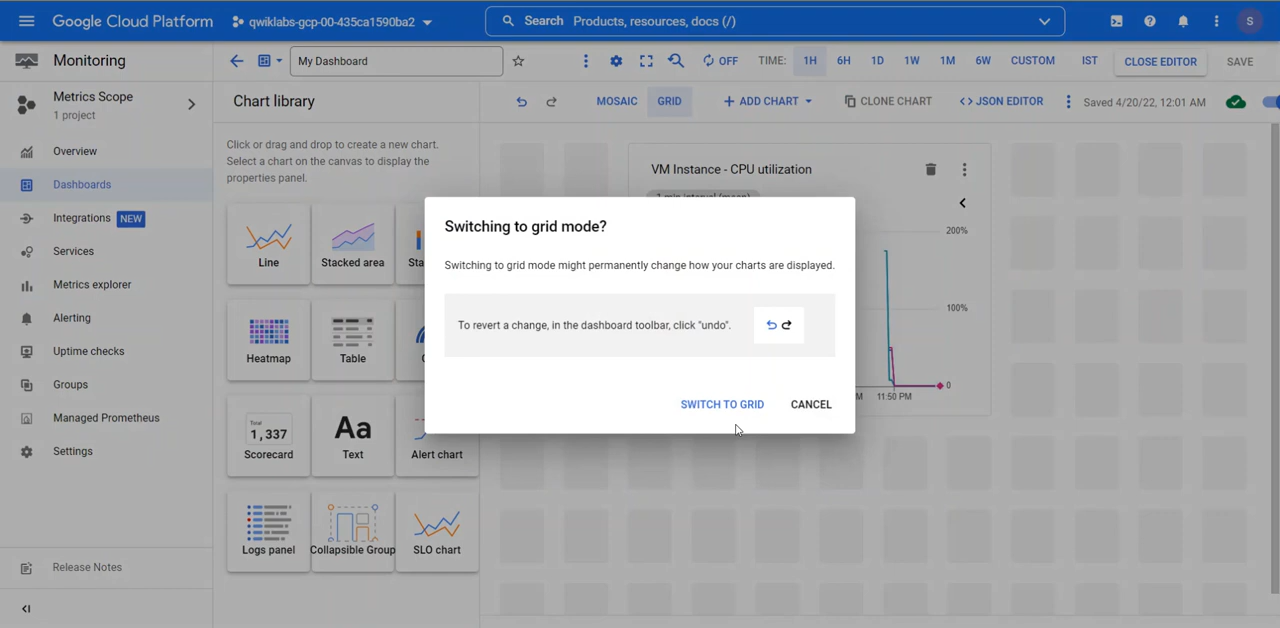 Google Cloud Platform
qwiklabs-gcp-00-435ca1590ba2
Search Products, resources, docs (/)
S
Monitoring
My Dashboard
OFF
TIME:
1H
6H
1D
1W
1M
6W
CUSTOM
IST
CLOSE EDITOR
SAVE
Metrics Scope
1 project
Chart library
MOSAIC
GRID
ADD CHART
CLONE CHART
JSON EDITOR
Saved 4/20/22, 12:01 AM
Overview
Dashboards
Integrations NEW
Services
Metrics explorer
Alerting
Uptime checks
Groups
Managed Prometheus
Settings
Release Notes
Click or drag and drop to create a new chart.
Select a chart on the canvas to display the
properties panel.
Line
Stacked area
Sta
Heatmap
Table
Total
1,337
Scorecard
Aa
Text
Alert chart
Logs panel
Collapsible Group
SLO chart
VM Instance - CPU utilization
200%
100%
0
M 11:50 PM
Switching to grid mode?
Switching to grid mode might permanently change how your charts are displayed.
To revert a change, in the dashboard toolbar, click "undo".
SWITCH TO GRID
CANCEL